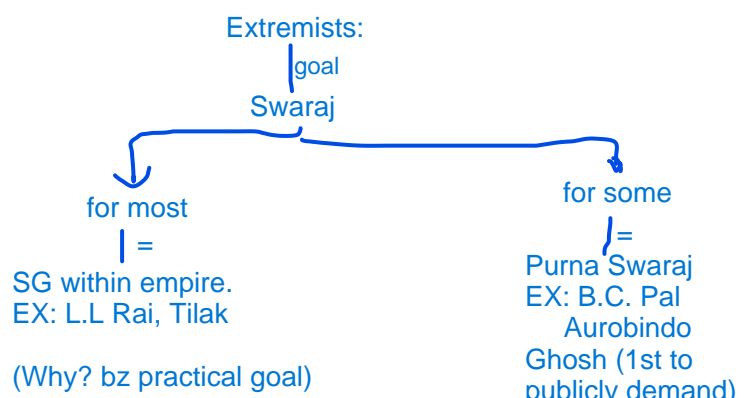 Extremists:
goal
Swaraj
for most
=
SG within empire.
EX: L.L Rai, Tilak
(Why? bz practical goal)
for some
=
Purna Swaraj
EX: B.C. Pal
Aurobindo
Ghosh (1st to
publicly demand)